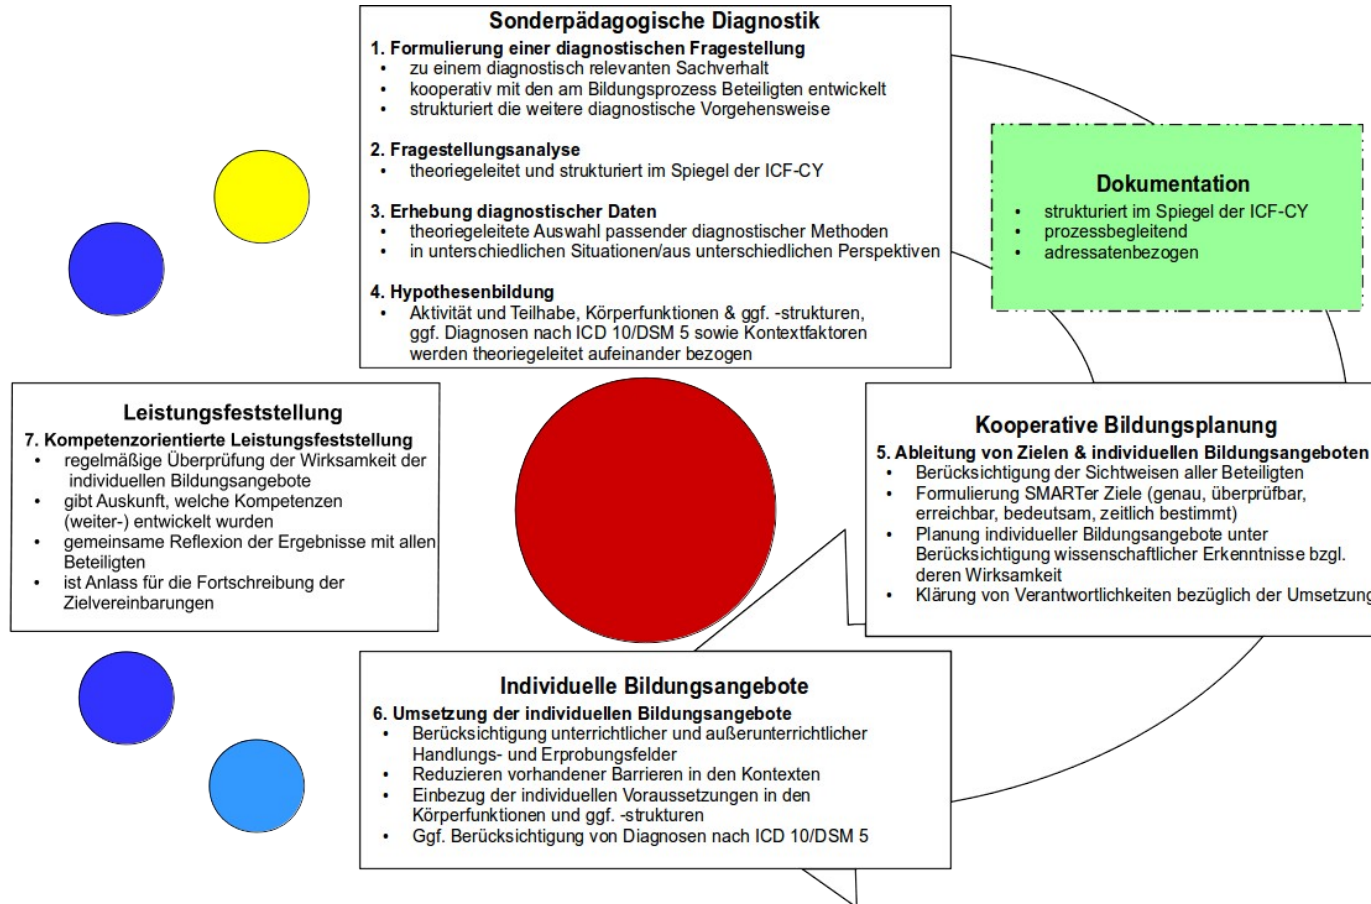 Sonderpädagogische Diagnostik
1. Formulierung einer diagnostischen Fragestellung
• zu einem diagnostisch relevanten Sachverhalt
• kooperativ mit den am Bildungsprozess Beteiligten entwickelt
• strukturiert die weitere diagnostische Vorgehensweise
2. Fragestellungsanalyse
• theoriegeleitet und strukturiert im Spiegel der ICF-CY
3. Erhebung diagnostischer Daten
• theoriegeleitete Auswahl passender diagnostischer Methoden
• in unterschiedlichen Situationen/aus unterschiedlichen Perspektiven
4. Hypothesenbildung
• Aktivität und Teilhabe, Körperfunktionen & ggf. -strukturen,
ggf. Diagnosen nach ICD 10/DSM 5 sowie Kontextfaktoren
werden theoriegeleitet aufeinander bezogen
Dokumentation
• strukturiert im Spiegel der ICF-CY
• prozessbegleitend
• adressatenbezogen
Leistungsfeststellung
7. Kompetenzorientierte Leistungsfeststellung
• regelmäßige Überprüfung der Wirksamkeit der
individuellen Bildungsangebote
• gibt Auskunft, welche Kompetenzen
(weiter-) entwickelt wurden
• gemeinsame Reflexion der Ergebnisse mit allen
Beteiligten
• ist Anlass für die Fortschreibung der
Zielvereinbarungen
Kooperative Bildungsplanung
5. Ableitung von Zielen & individuellen Bildungsangeboten
• Berücksichtigung der Sichtweisen aller Beteiligten
• Formulierung SMARTer Ziele (genau, überprüfbar,
erreichbar, bedeutsam, zeitlich bestimmt)
• Planung individueller Bildungsangebote unter
Berücksichtigung wissenschaftlicher Erkenntnisse bzgl.
deren Wirksamkeit
• Klärung von Verantwortlichkeiten bezüglich der Umsetzung
Individuelle Bildungsangebote
6. Umsetzung der individuellen Bildungsangebote
• Berücksichtigung unterrichtlicher und außerunterrichtlicher
Handlungs- und Erprobungsfelder
• Reduzieren vorhandener Barrieren in den Kontexten
• Einbezug der individuellen Voraussetzungen in den
Körperfunktionen und ggf. -strukturen
• Ggf. Berücksichtigung von Diagnosen nach ICD 10/DSM 5